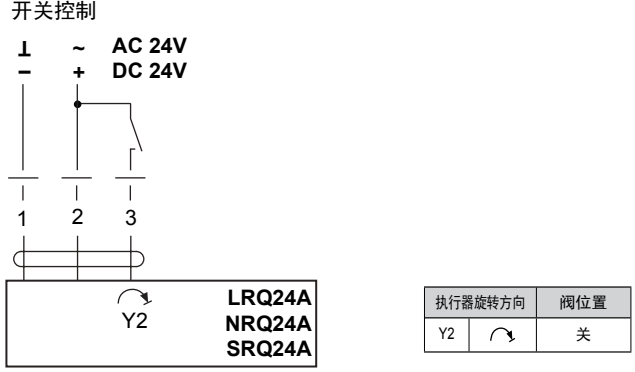 开关控制
⊥ ~ AC 24V
− + DC 24V
1 2 3
Y2
LRQ24A
NRQ24A
SRQ24A
执行器旋转方向 阀位置
Y2 关